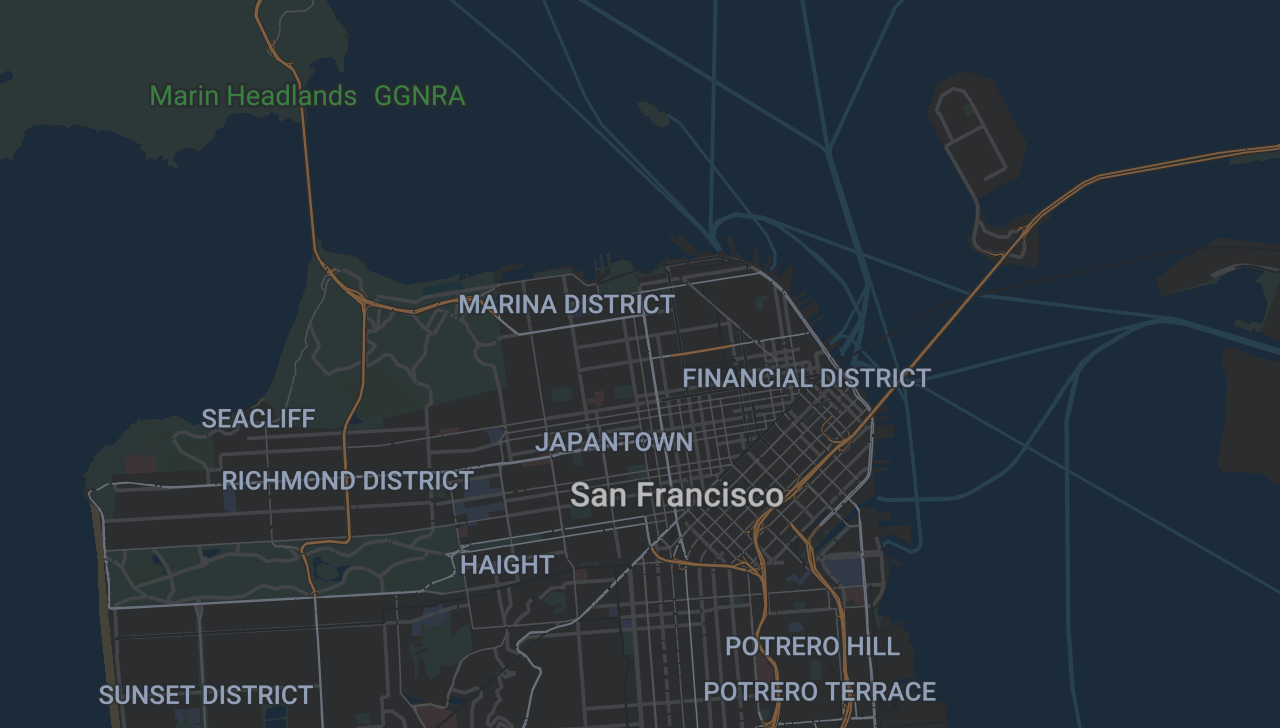 Marin Headlands GGNRA
MARINA DISTRICT
FINANCIAL DISTRICT
SEACLIFF
JAPANTOWN
RICHMOND DISTRICT
San Francisco
HAIGHT
POTRERO HILL
POTRERO TERRACE
SUNSET DISTRICT